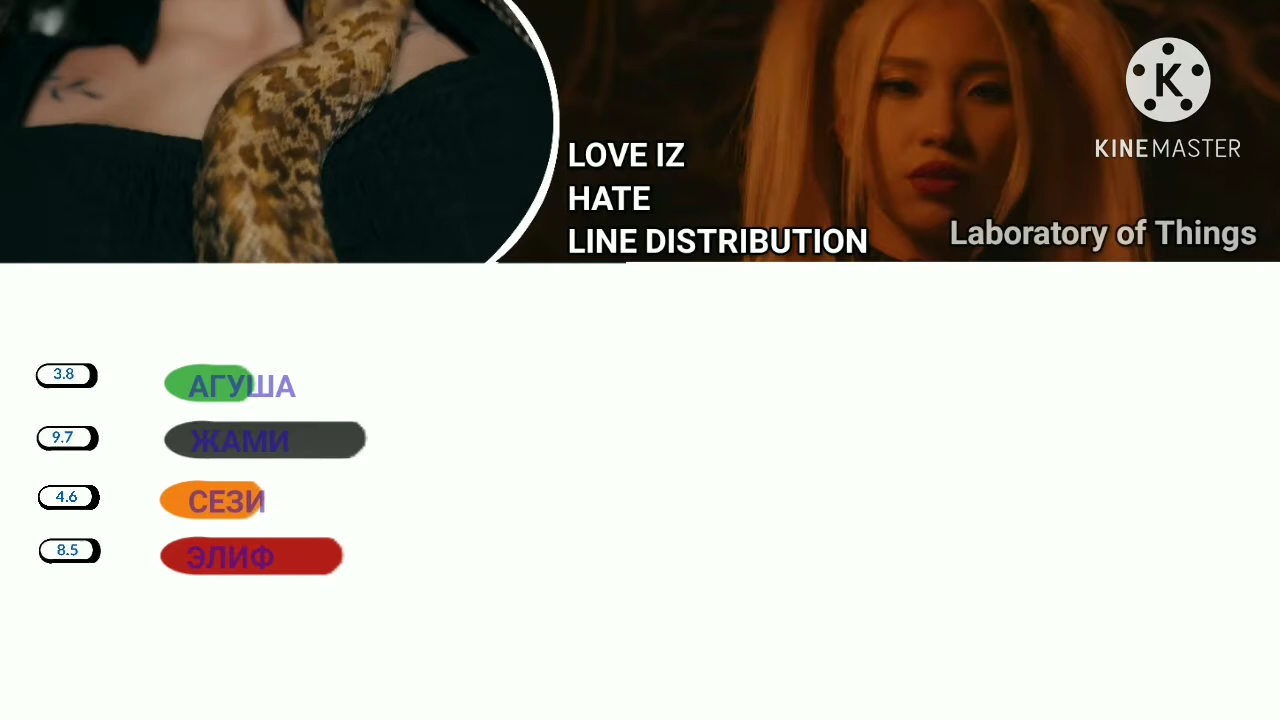 LOVE IZ
HATE
LINE DISTRIBUTION
K
KINEMASTER
Laboratory of Things
3.8 АГУША
9.7 ЖАМИ
4.6 СЕЗИ
8.5 ЭЛИФ